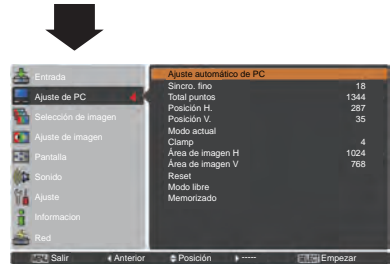 Entrada
Ajuste de PC
Selección de imagen
Ajuste de imagen
Pantalla
Sonido
Ajuste
Informacion
Red
Ajuste automático de PC
Sincro. fino 18
Total puntos 1344
Posición H. 287
Posición V. 35
Modo actual
Clamp 4
Área de imagen H 1024
Área de imagen V 768
Reset
Modo libre
Memorizado
Salir Anterior Posición ----- Empezar